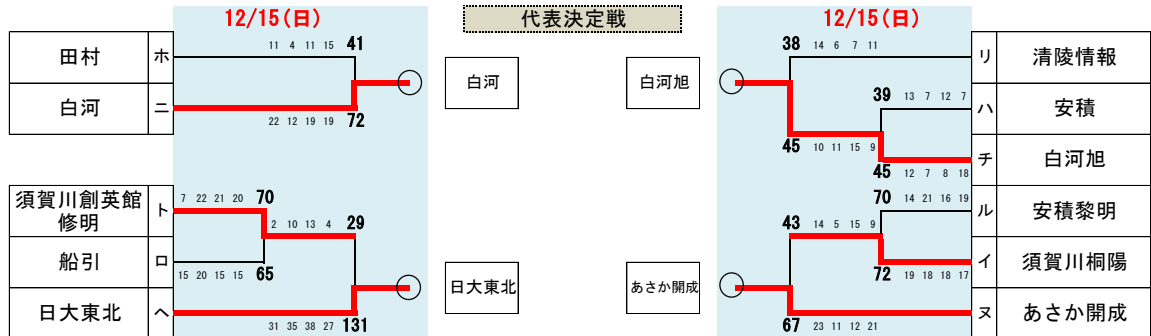 12/15(日)
代表決定戦
12/15(日)
田村 ホ
11 4 11 15 41
白河 ニ
22 12 19 19 72
白河
須賀川創英館
修明
ト
7 22 21 20 70
船引 ロ
15 20 15 15 65
2 10 13 4 29
日大東北 ヘ
31 35 38 27 131
日大東北
白河旭
38 14 6 7 11
リ 清陵情報
39 13 7 12 7
ハ 安積
45 10 11 15 9
45 12 7 8 18
チ 白河旭
70 14 21 16 19
ル 安積黎明
43 14 5 15 9
72 19 18 18 17
イ 須賀川桐陽
あさか開成
67 23 11 12 21
ヌ あさか開成